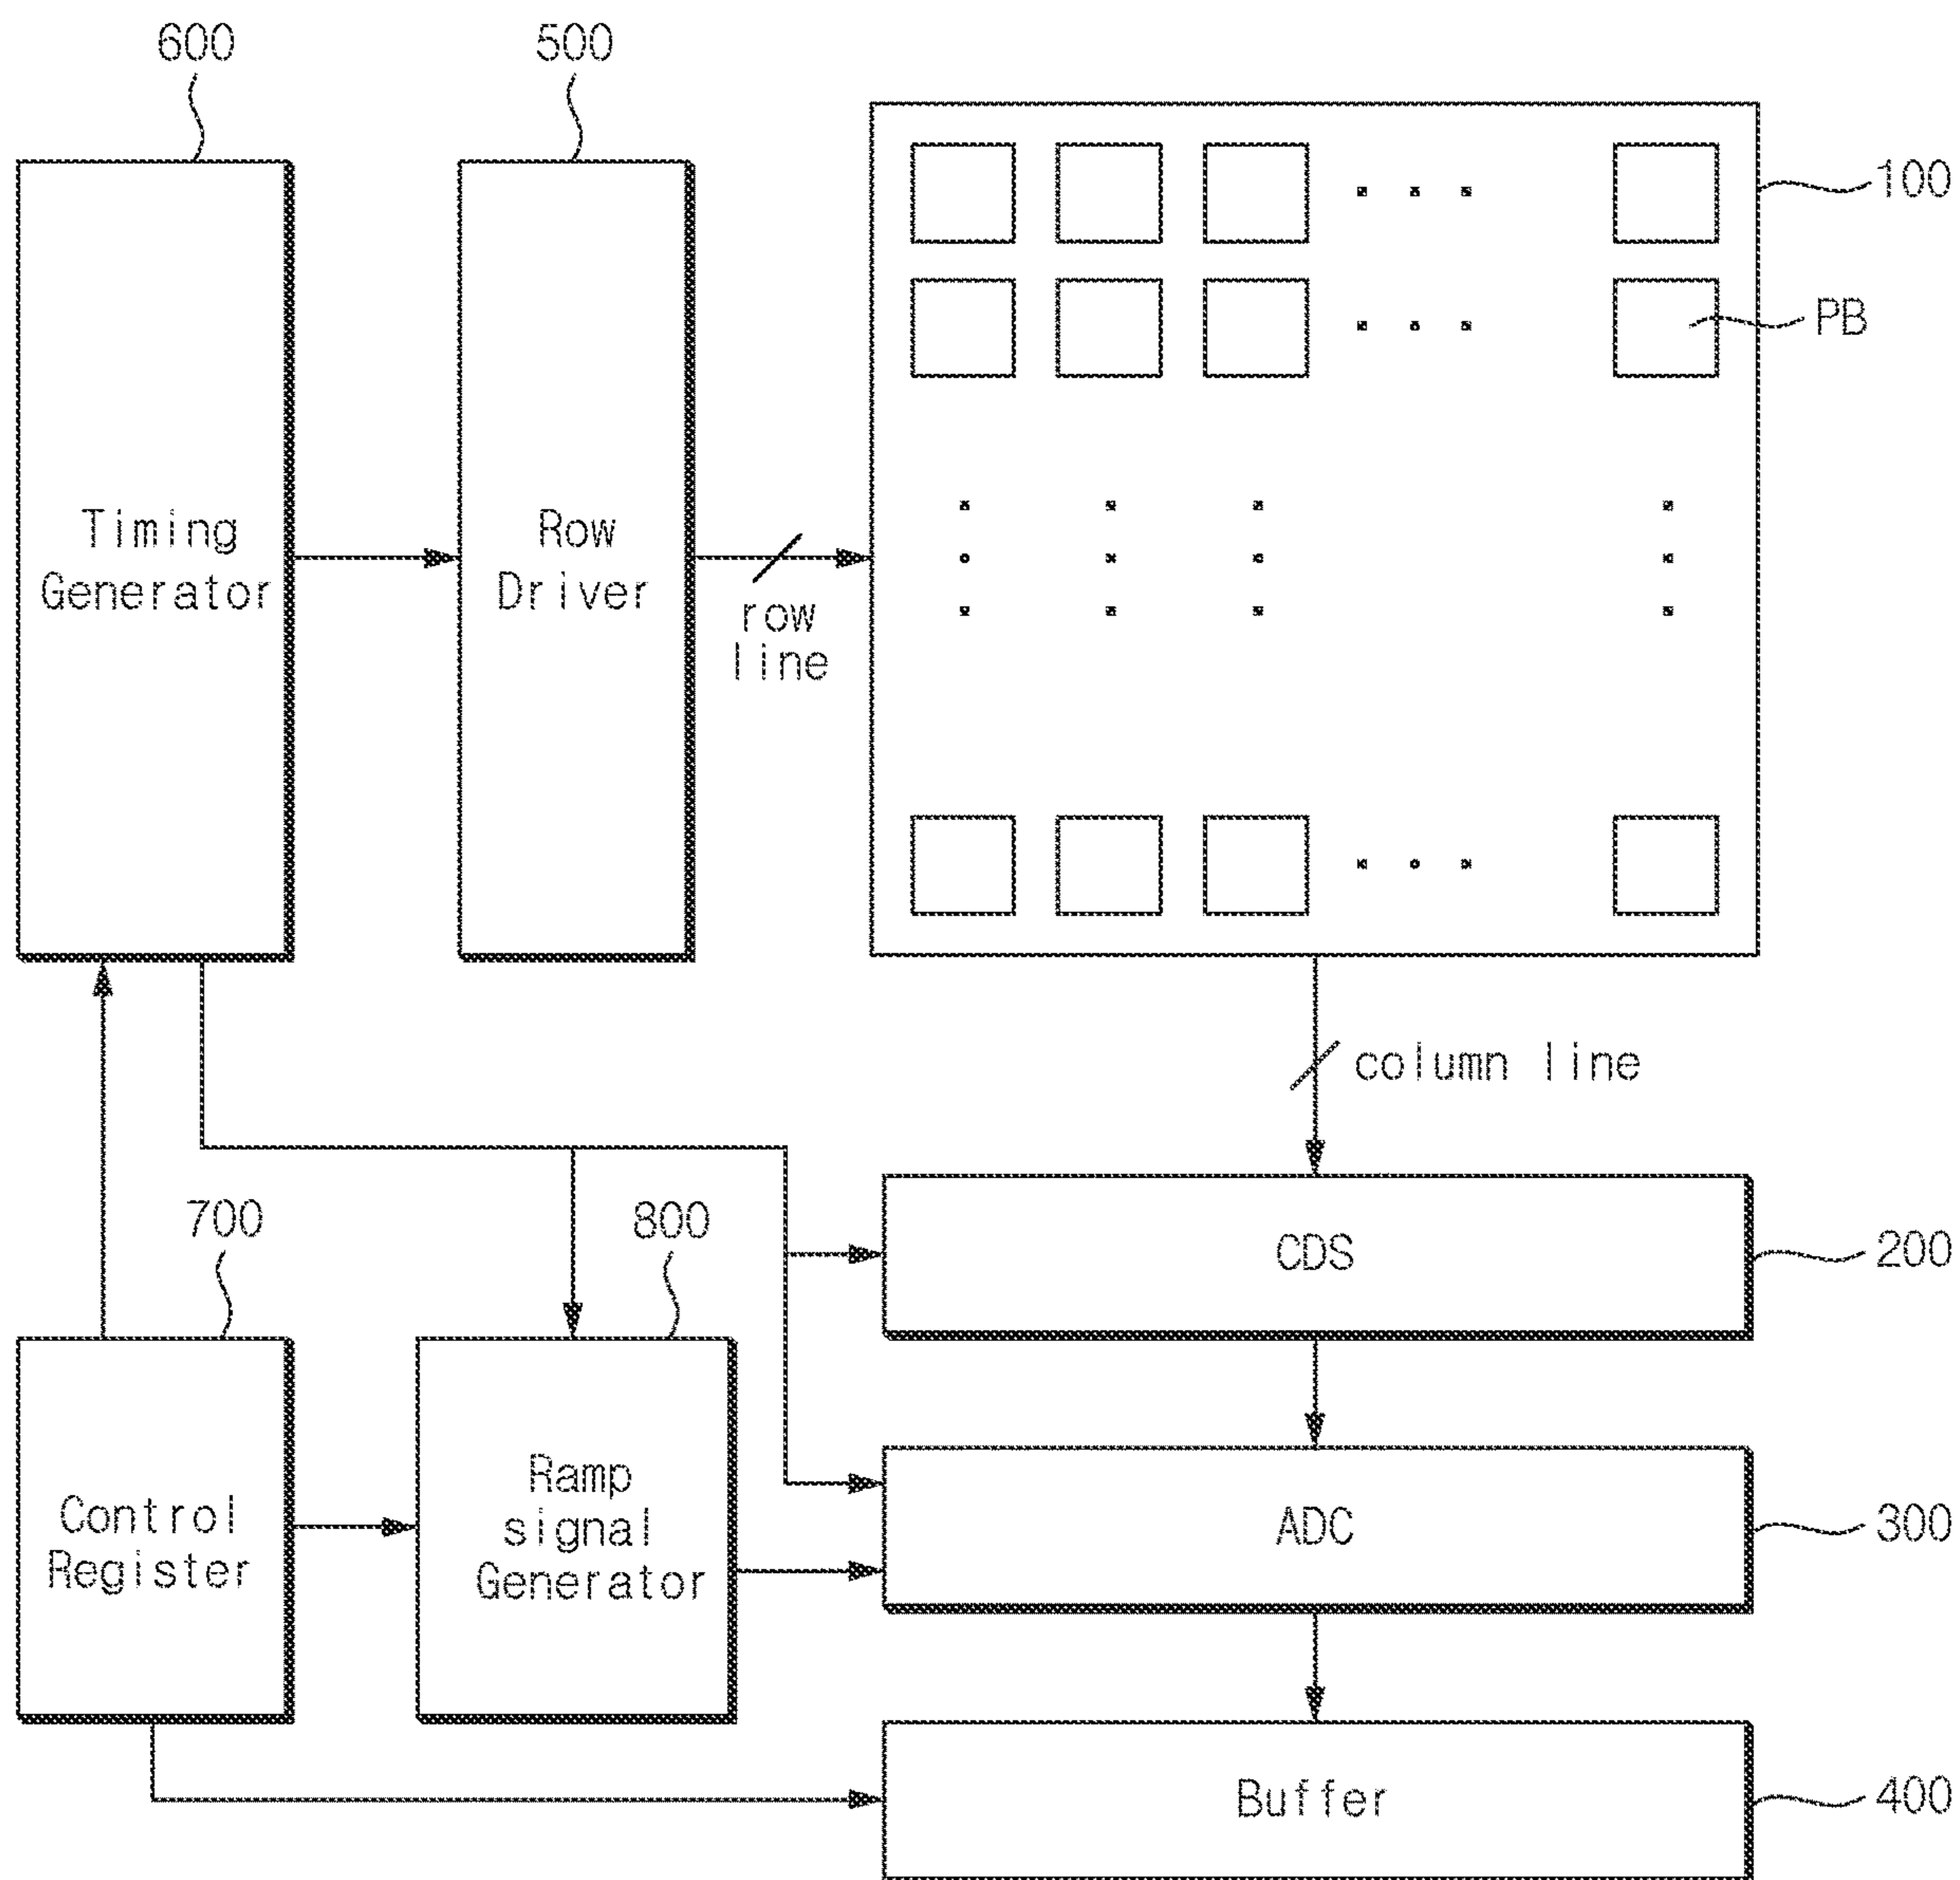 600
500
100
PB
Timing
Generator
Row
Driver
row
line
column line
700
800
CDS
200
Control
Register
Ramp
signal
Generator
ADC
300
Buffer
400